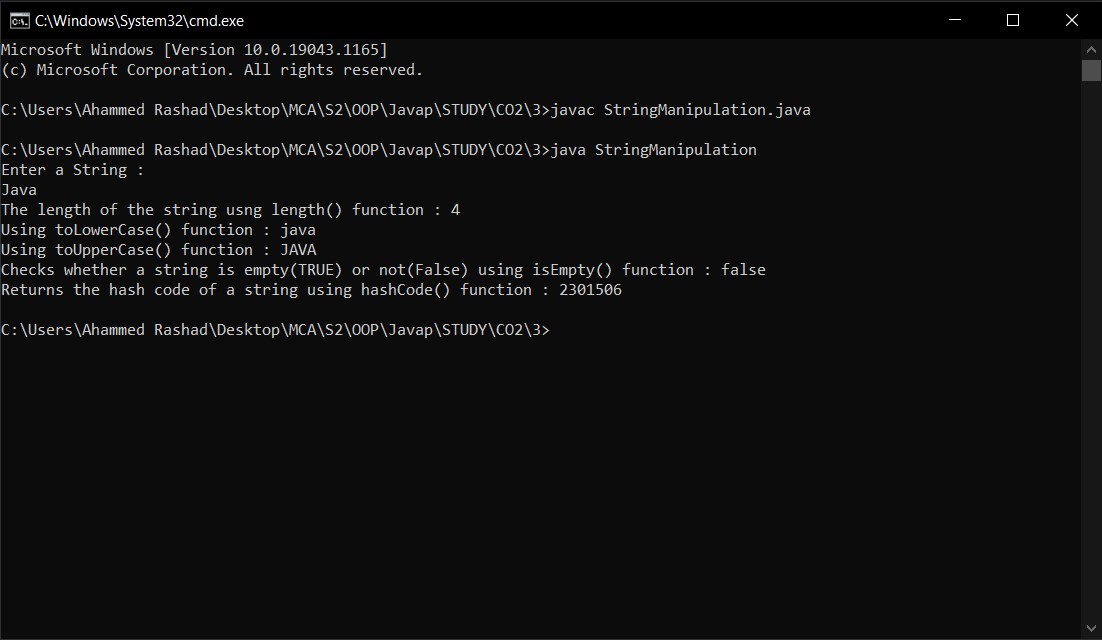 C:\Windows\System32\cmd.exe
Microsoft Windows [Version 10.0.19043.1165]
(c) Microsoft Corporation. All rights reserved.
C:\Users\Ahammed Rashad\Desktop\MCA\S2\OOP\Javap\STUDY\CO2\3>javac StringManipulation.java
C:\Users\Ahammed Rashad\Desktop\MCA\S2\OOP\Javap\STUDY\CO2\3>java StringManipulation
Enter a String :
Java
The length of the string usng length() function : 4
Using toLowerCase() function : java
Using toUpperCase() function : JAVA
Checks whether a string is empty(TRUE) or not(False) using isEmpty() function : false
Returns the hash code of a string using hashCode() function : 2301506
C:\Users\Ahammed Rashad\Desktop\MCA\S2\OOP\Javap\STUDY\CO2\3>